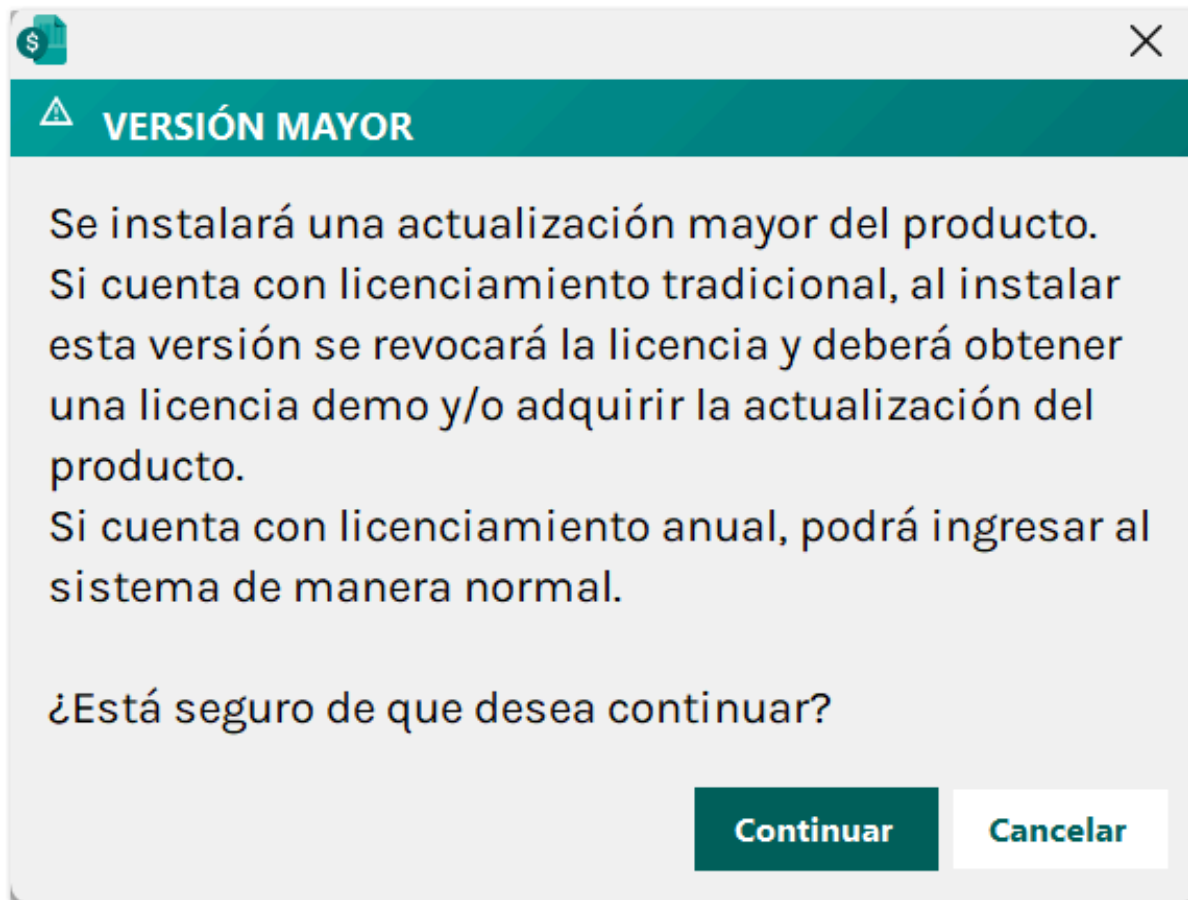 $
VERSIÓN MAYOR
Se instalará una actualización mayor del producto.
Si cuenta con licenciamiento tradicional, al instalar
esta versión se revocará la licencia y deberá obtener
una licencia demo y/o adquirir la actualización del
producto.
Si cuenta con licenciamiento anual, podrá ingresar al
sistema de manera normal.
¿Está seguro de que desea continuar?
Continuar Cancelar